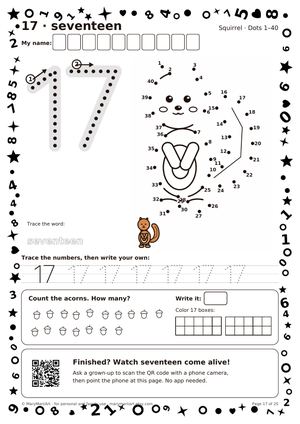 17 · seventeen
Squirrel · Dots 1–40
My name:
Trace the word:
seventeen
Trace the numbers, then write your own:
17 17 17 17 17 17 17
Count the acorns. How many?
Write it:
Color 17 boxes:
Finished? Watch seventeen come alive!
Ask a grown-up to scan the QR code with a phone camera,
then point the phone at this page. No app needed.
Page 17 of 25